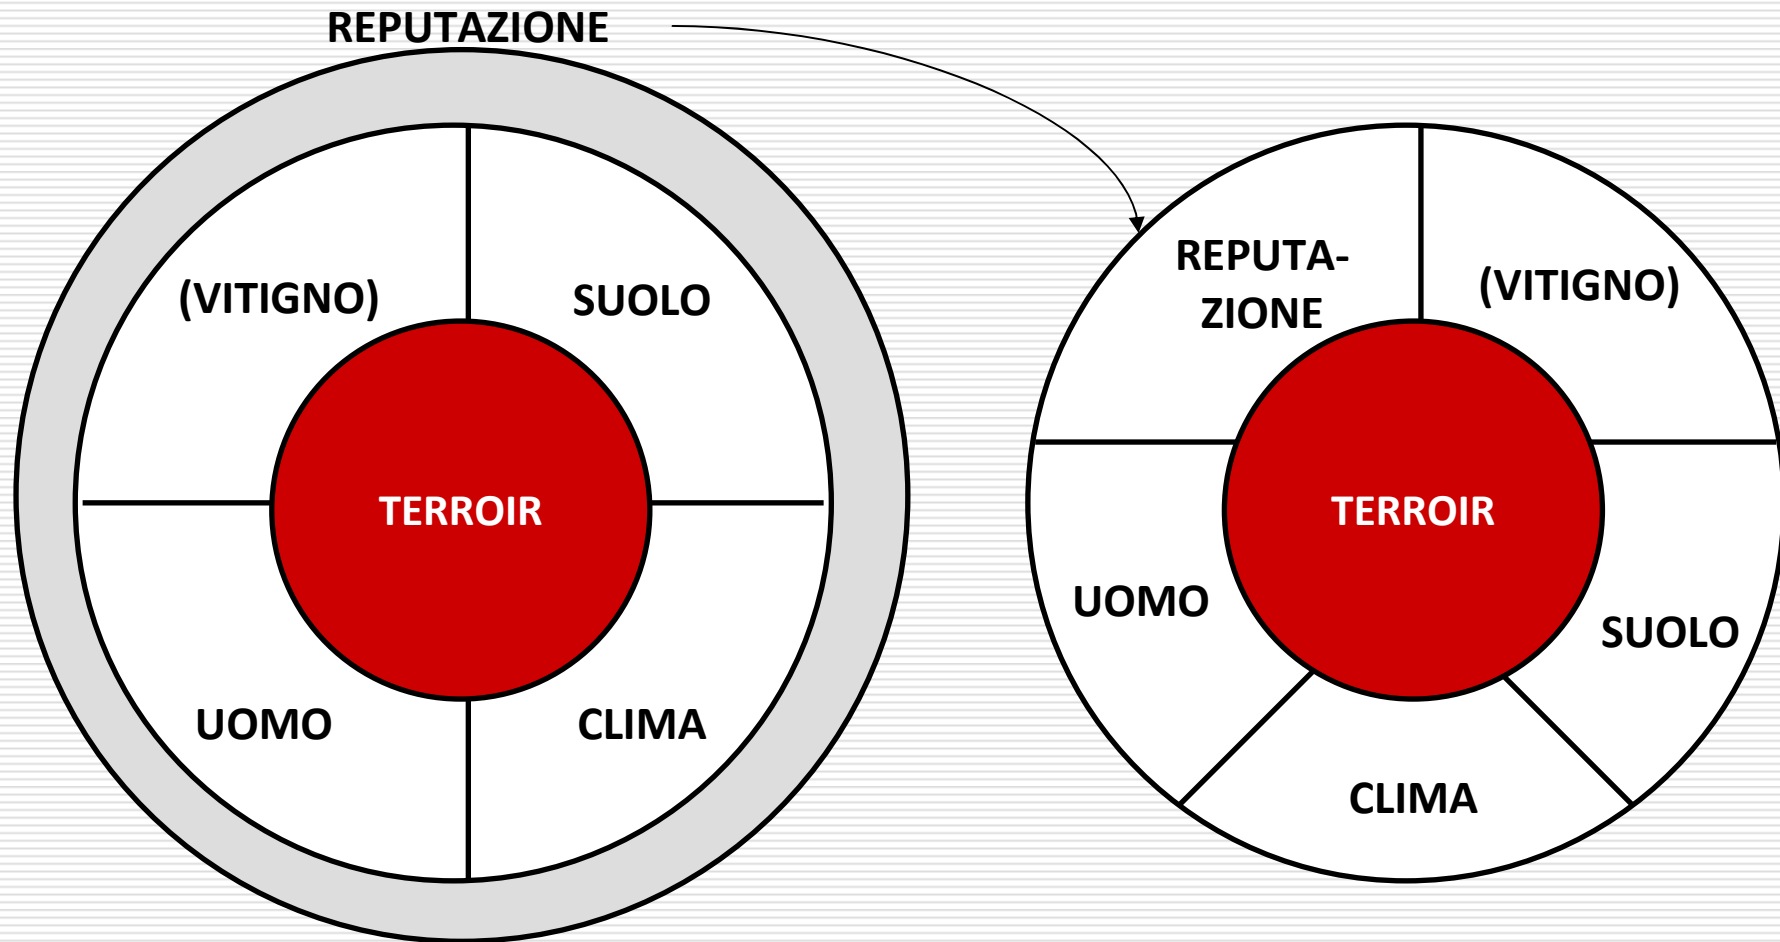 REPUTAZIONE
(VITIGNO)
SUOLO
TERROIR
UOMO
CLIMA
REPUTA-
ZIONE
(VITIGNO)
TERROIR
UOMO
SUOLO
CLIMA